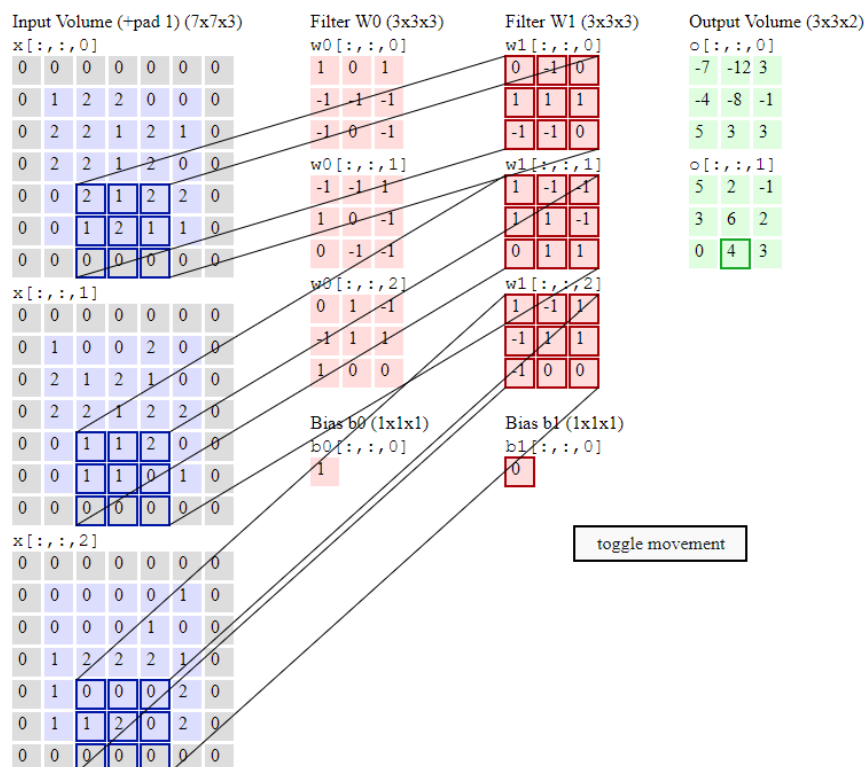 Input Volume (+pad 1) (7x7x3)
x[:,:,0]
0 0 0 0 0 0 0
0 1 2 2 0 0 0
0 2 2 1 2 1 0
0 2 2 1 2 0 0
0 0 2 1 2 2 0
0 0 1 2 1 1 0
0 0 0 0 0 0 0
x[:,:,1]
0 0 0 0 0 0 0
0 1 0 0 2 0 0
0 2 1 2 1 0 0
0 2 2 1 2 2 0
0 0 1 1 2 0 0
0 0 1 1 0 1 0
0 0 0 0 0 0 0
x[:,:,2]
0 0 0 0 0 0 0
0 0 0 0 0 1 0
0 0 0 0 1 0 0
0 1 2 2 2 1 0
0 1 0 0 0 2 0
0 1 1 2 0 2 0
0 0 0 0 0 0 0
Filter W0 (3x3x3)
w0[:,:,0]
1 0 1
-1 -1 -1
-1 0 -1
w0[:,:,1]
-1 -1 1
1 0 -1
0 -1 -1
w0[:,:,2]
0 1 -1
-1 1 1
1 0 0
Bias b0 (1x1x1)
b0[:,:,0]
1
Filter W1 (3x3x3)
w1[:,:,0]
0 -1 0
1 1 1
-1 -1 0
w1[:,:,1]
1 -1 -1
1 1 -1
0 1 1
w1[:,:,2]
1 -1 1
-1 1 1
-1 0 0
Bias b1 (1x1x1)
b1[:,:,0]
0
Output Volume (3x3x2)
o[:,:,0]
-7 -12 3
-4 -8 -1
5 3 3
o[:,:,1]
5 2 -1
3 6 2
0 4 3
toggle movement